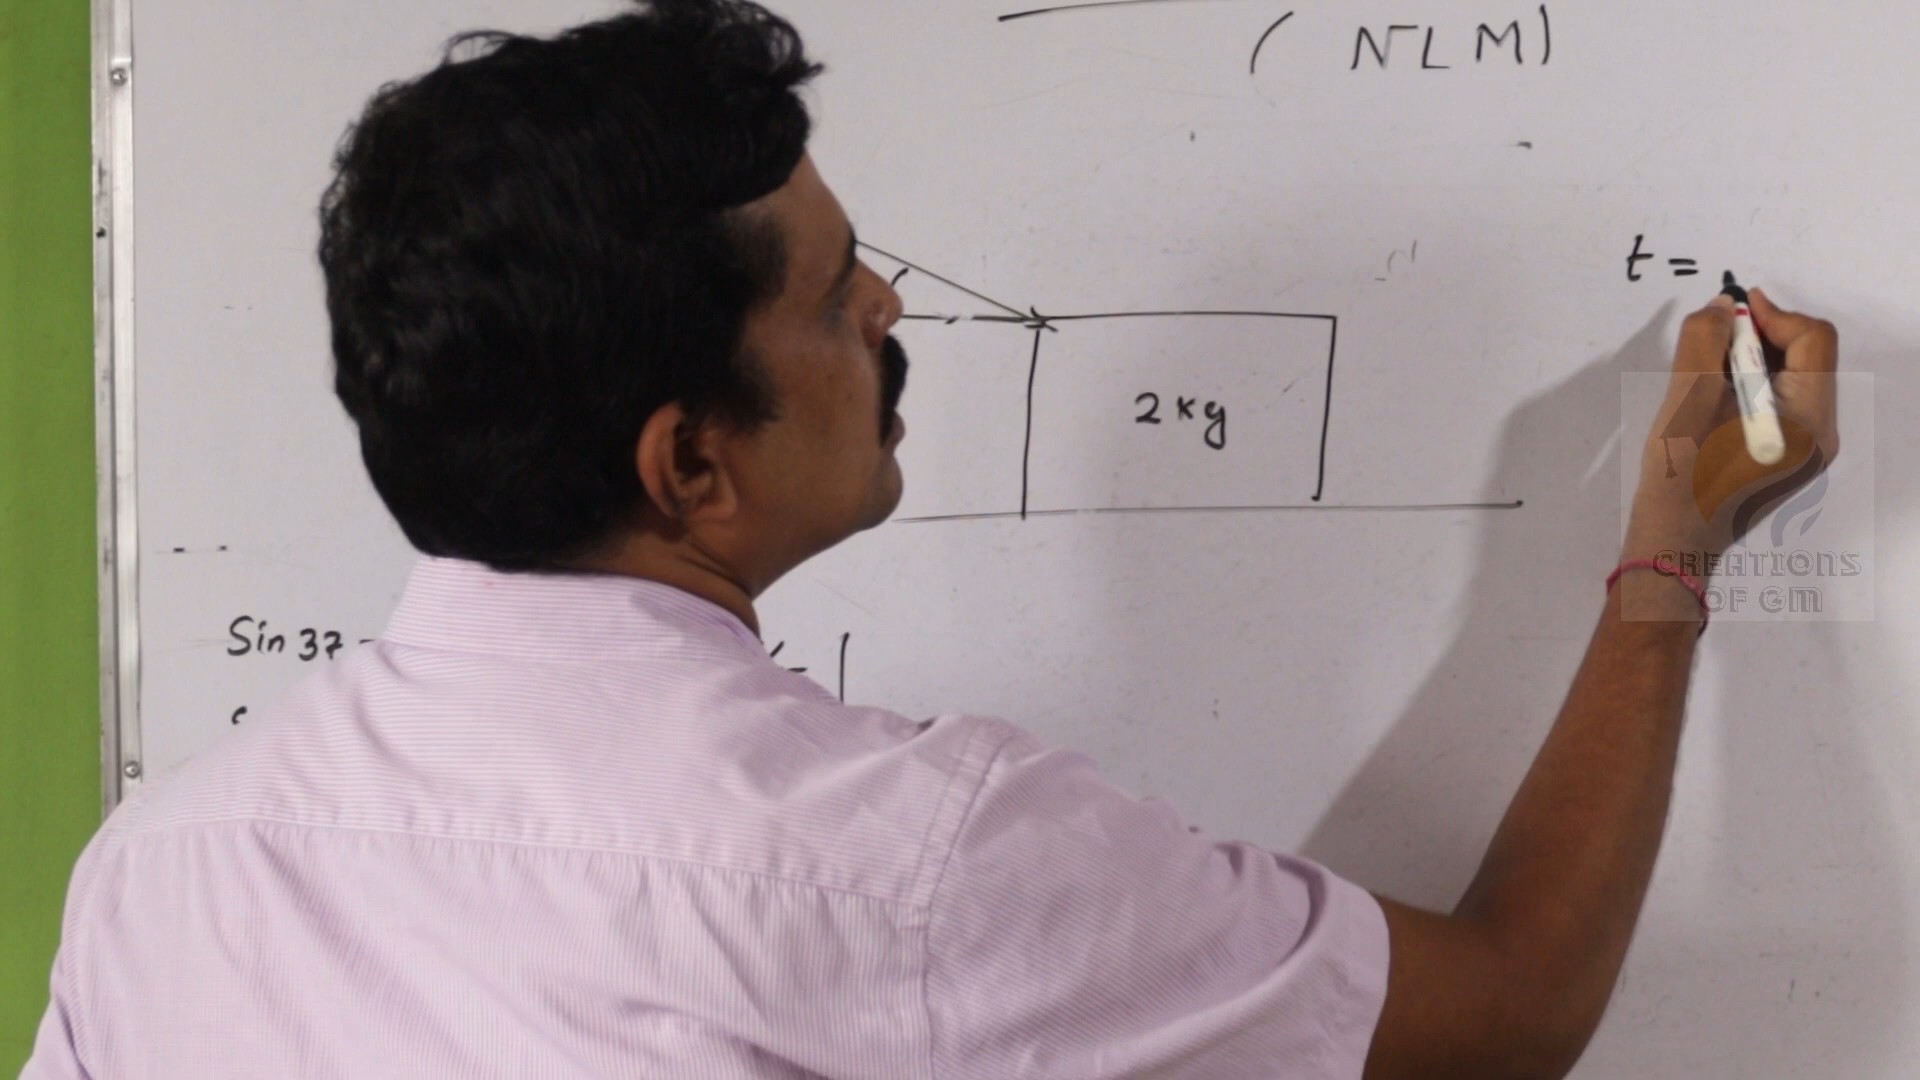 ( NLM)
t =
2 kg
Sin 37
CREATIONS
OF GM